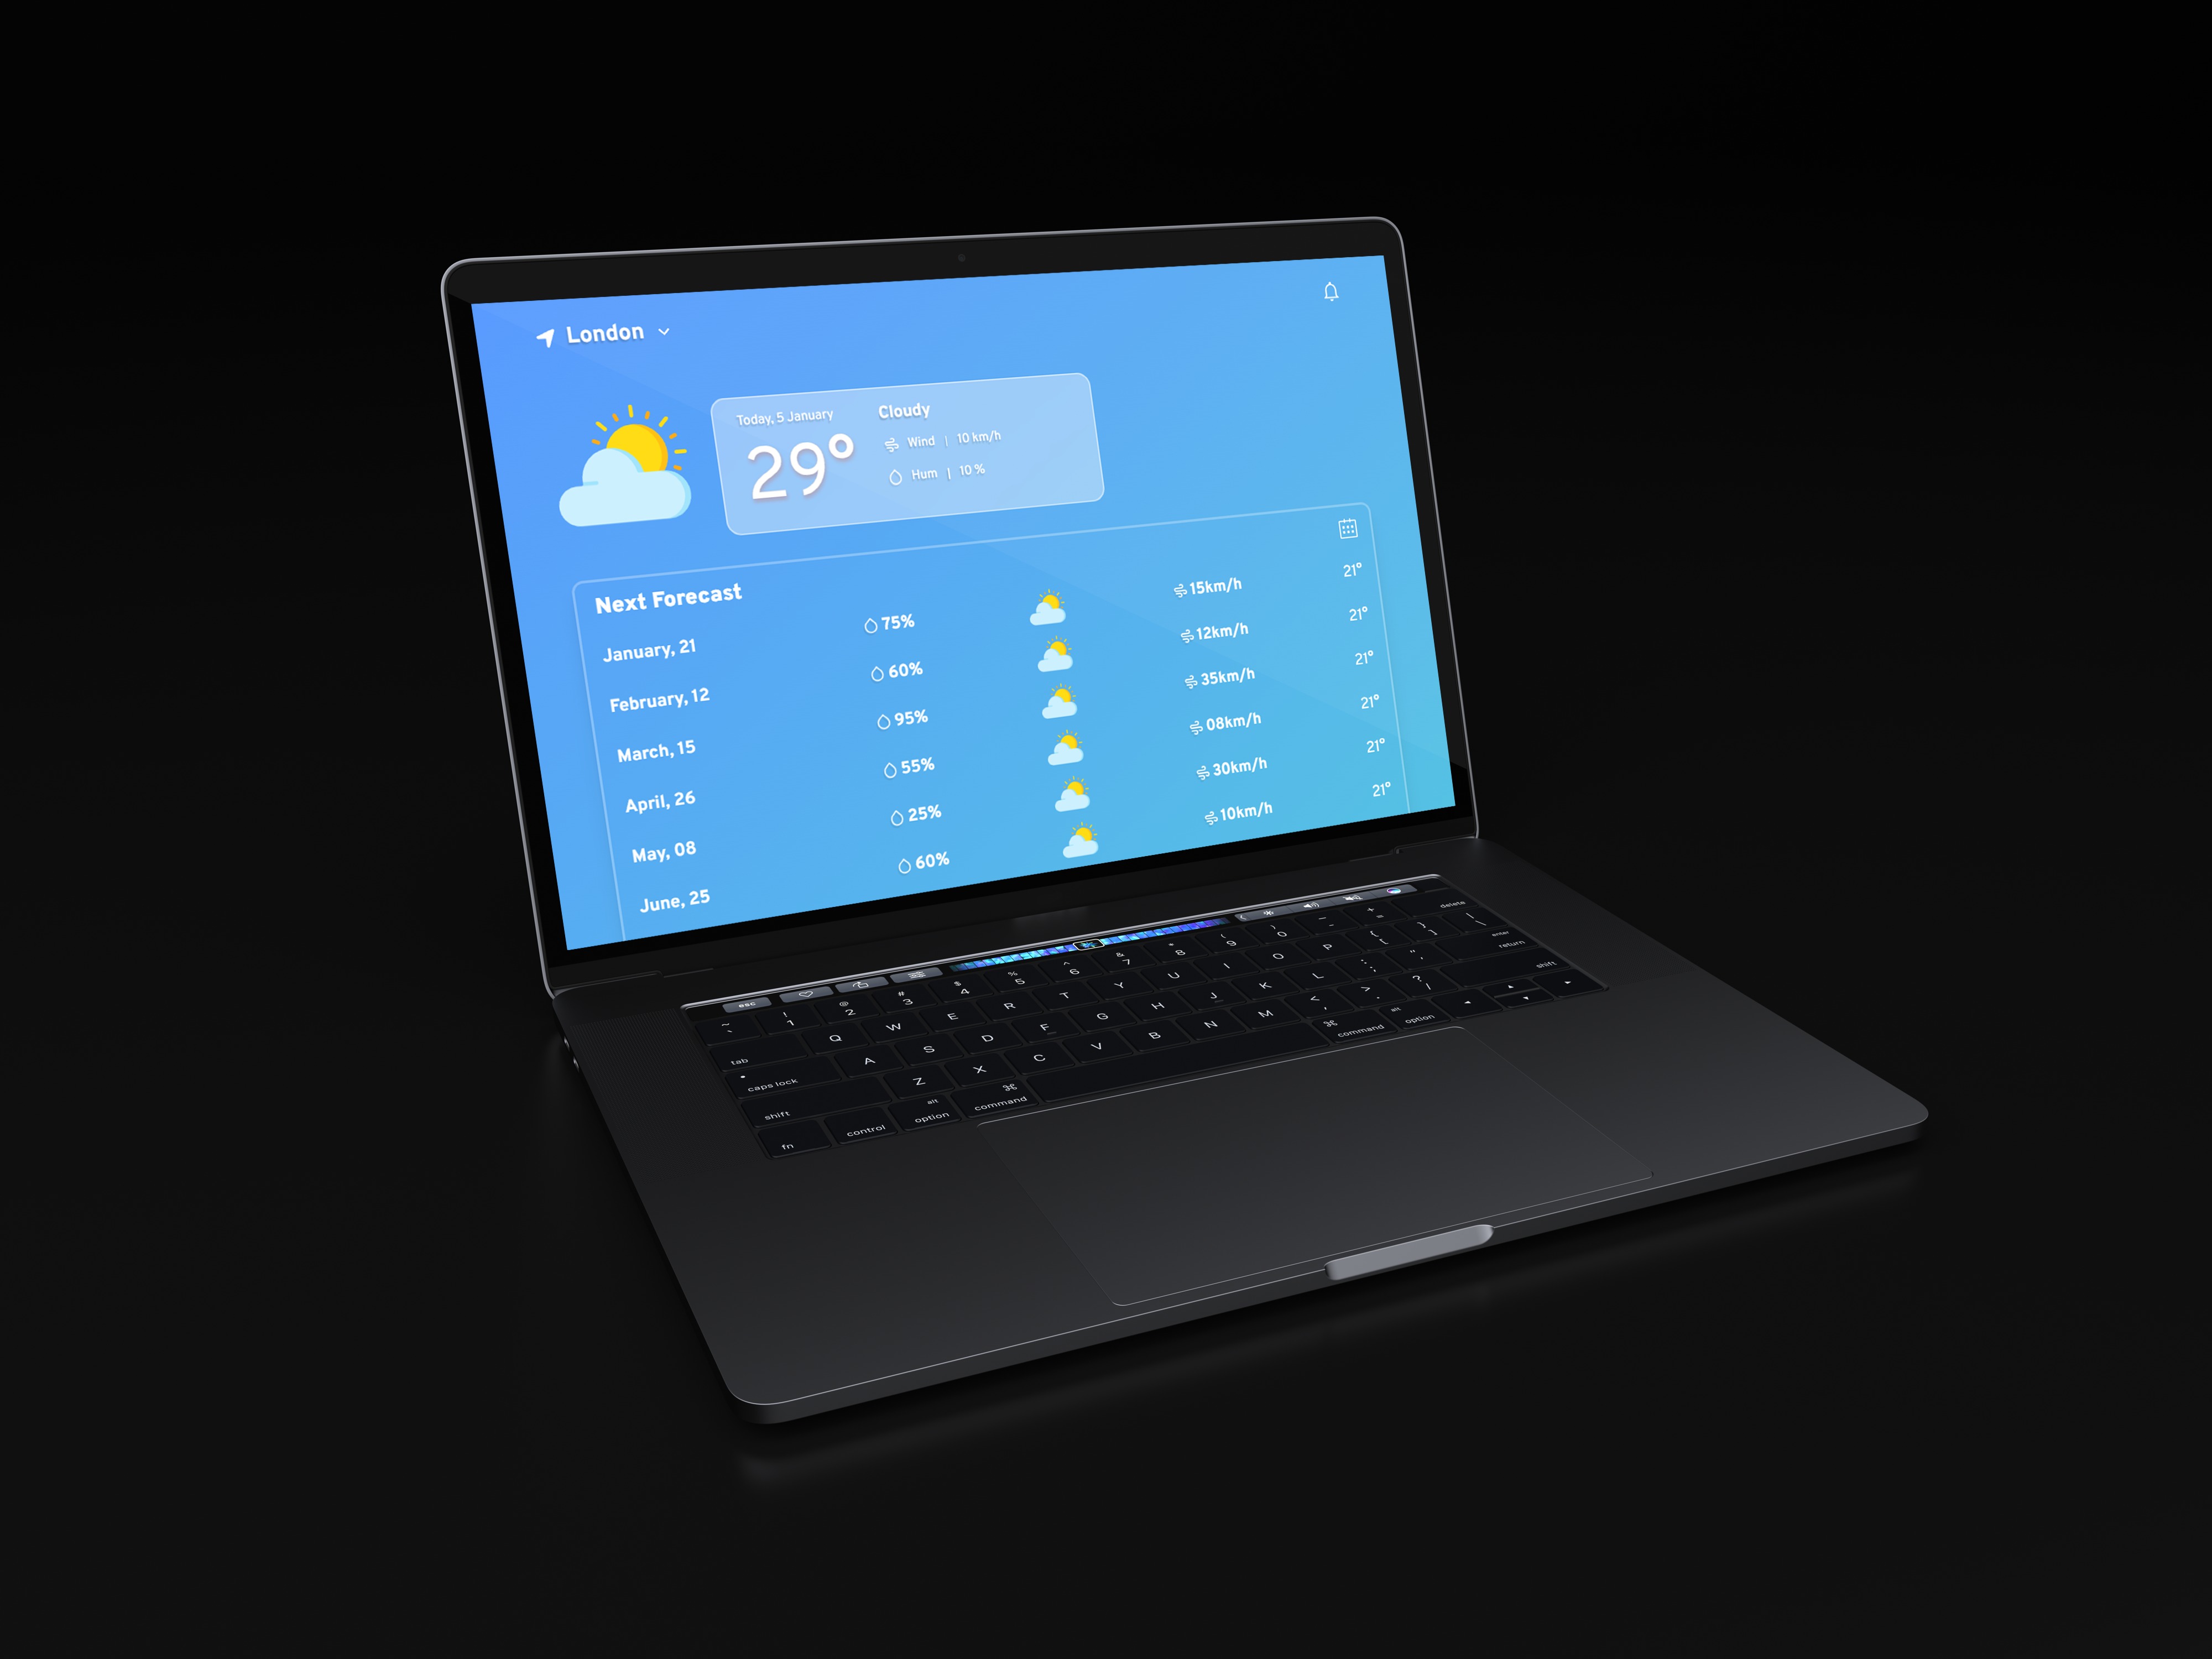 London
Today, 5 January
29°
Cloudy
Wind | 10 km/h
Hum | 10 %
Next Forecast
January, 21 75% 15km/h 21°
February, 12 60% 12km/h 21°
March, 15 95% 35km/h 21°
April, 26 55% 08km/h 21°
May, 08 25% 30km/h 21°
June, 25 60% 10km/h 21°
esc
~ ! @ # $ % ^ & * ( ) _ +
` 1 2 3 4 5 6 7 8 9 0 - = delete
tab Q W E R T Y U I O P { [ } ] | \
caps lock A S D F G H J K L : ; " ' enter return
shift Z X C V B N M < , > . ? / shift
fn control alt option ⌘ command ⌘ command alt option ◄ ▲ ▼ ►